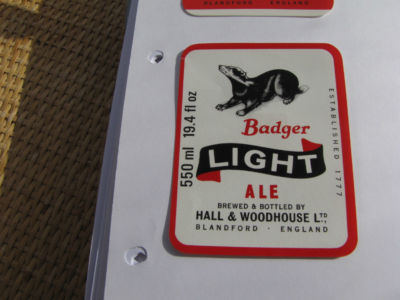 BLANDFORD · ENGLAND
550 ml 19.4 fl oz
ESTABLISHED 1777
Badger
LIGHT
ALE
BREWED & BOTTLED BY
HALL & WOODHOUSE LTD,
BLANDFORD · ENGLAND